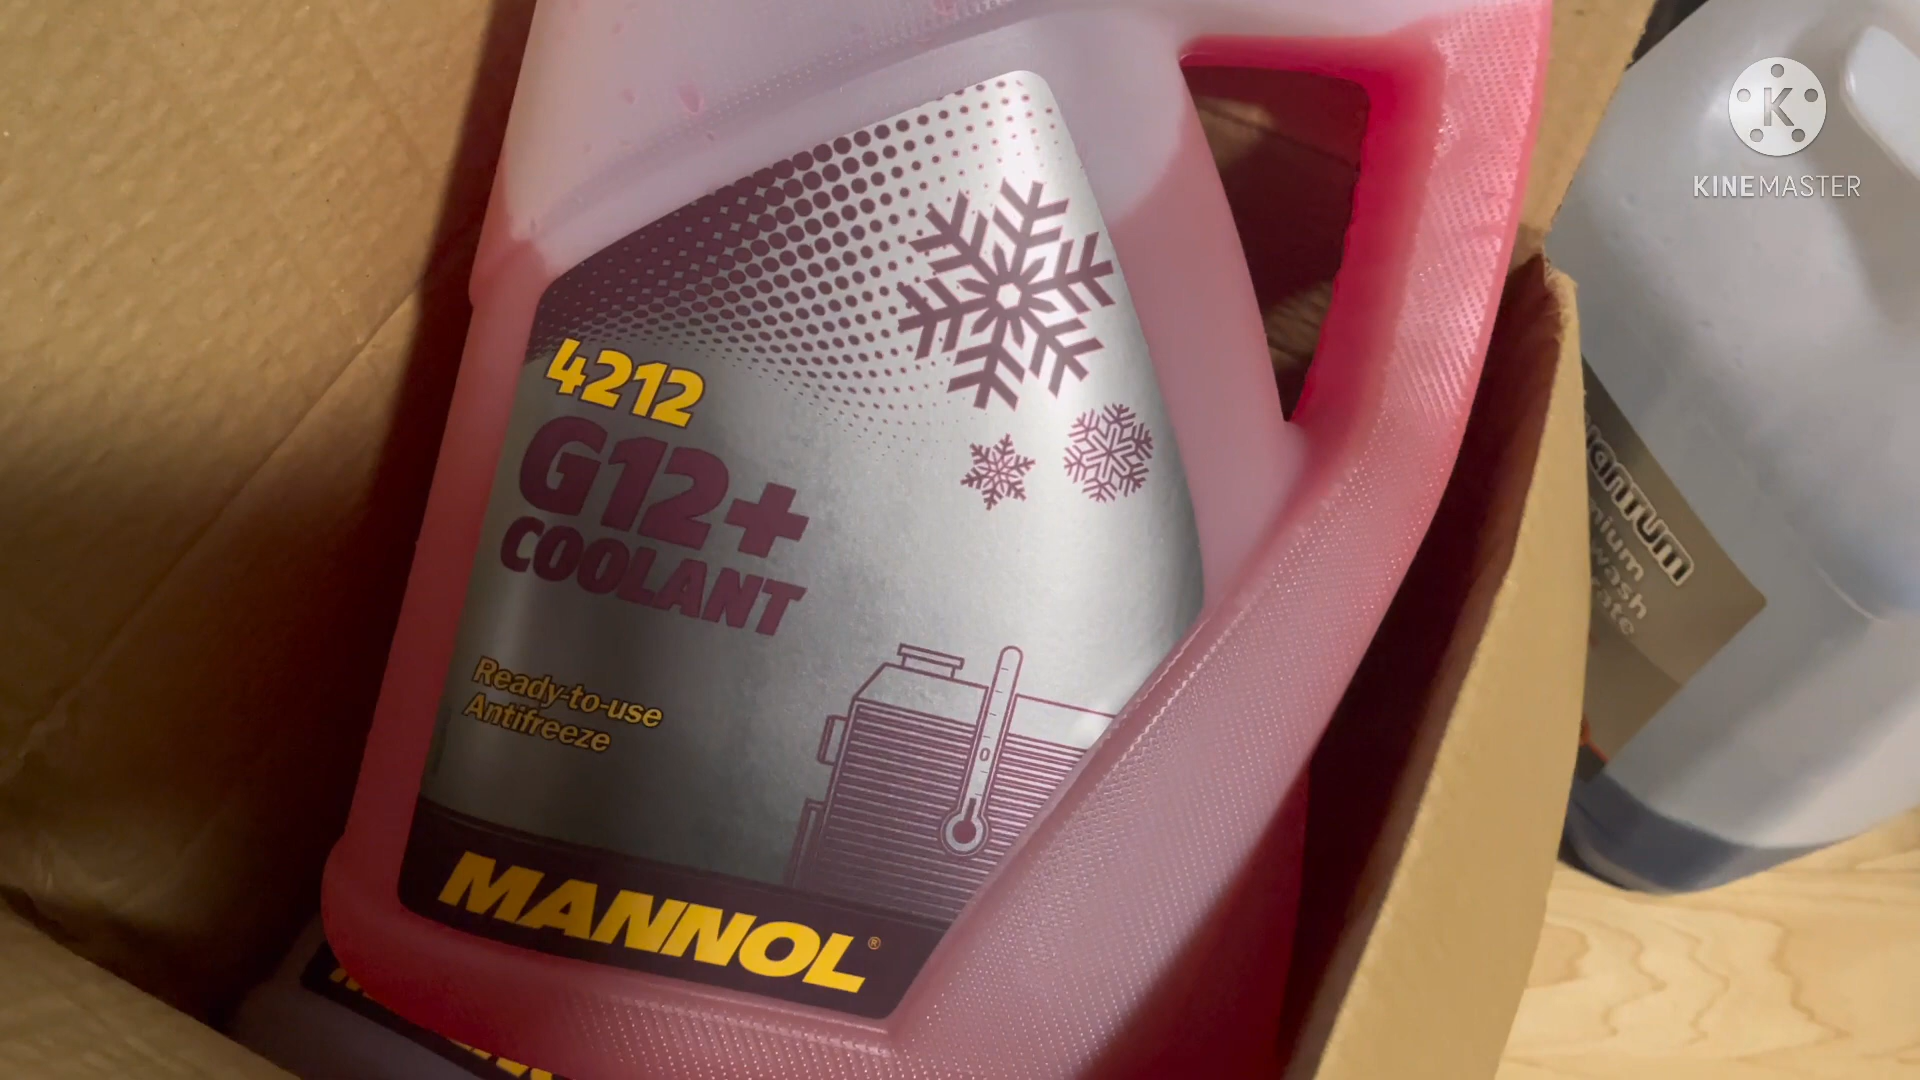 4212
G12+
COOLANT
Ready-to-use
Antifreeze
MANNOL®
K
KINEMASTER